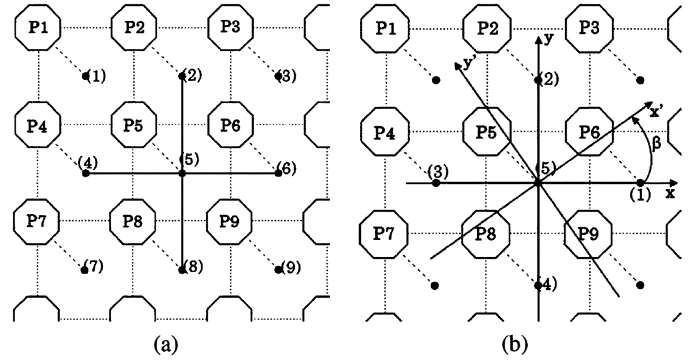 P1 P2 P3
(1) (2) (3)
P4 P5 P6
(4) (5) (6)
P7 P8 P9
(7) (8) (9)
(a)
P1 P2 P3
y
y' (2)
x'
P4 P5 P6
β
(3) (5) (1)
x
P7 P8 P9
(4)
(b)